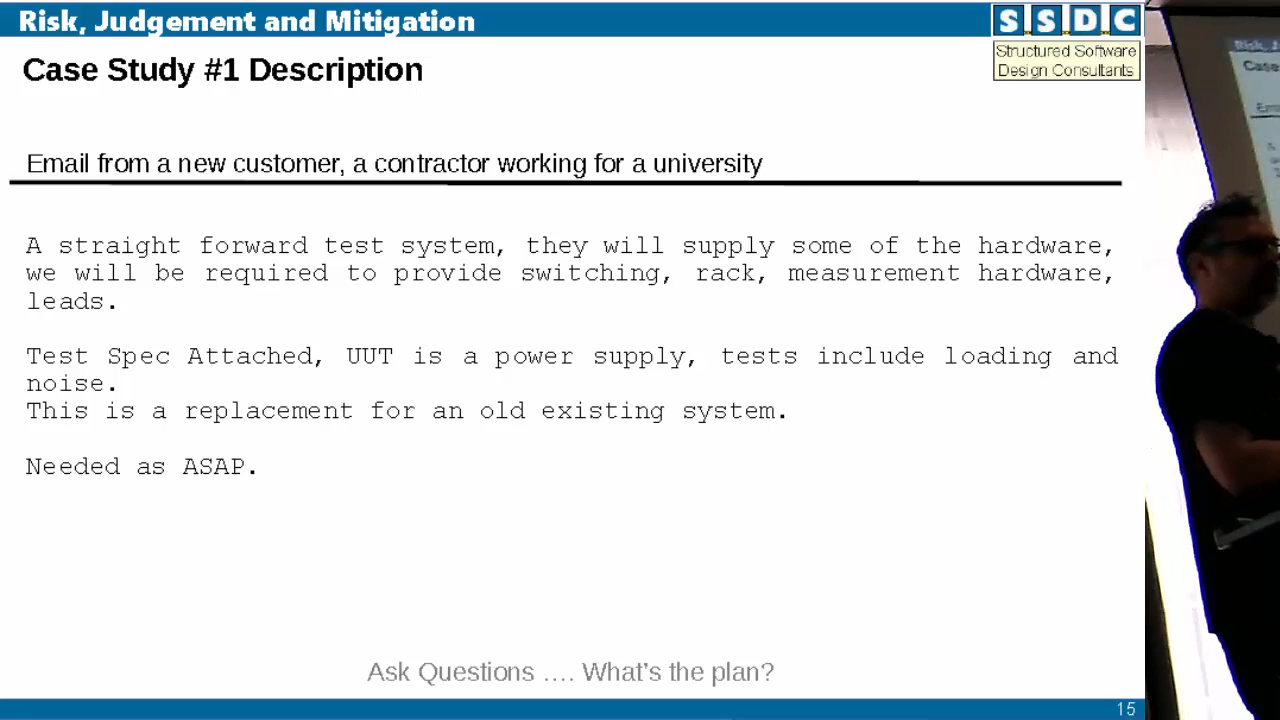 Risk, Judgement and Mitigation
S S D C
Structured Software
Design Consultants
Case Study #1 Description
Email from a new customer, a contractor working for a university
A straight forward test system, they will supply some of the hardware,
we will be required to provide switching, rack, measurement hardware,
leads.
Test Spec Attached, UUT is a power supply, tests include loading and
noise.
This is a replacement for an old existing system.
Needed as ASAP.
Ask Questions …. What's the plan?
15
Risk, J
Case